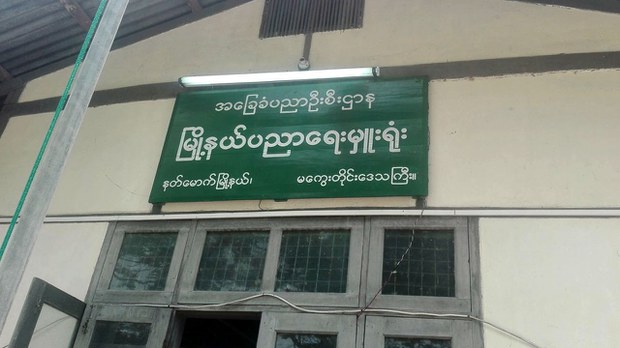 အခြေခံပညာဦးစီးဌာန
မြို့နယ်ပညာရေးမှူးရုံး
နတ်မောက်မြို့နယ်၊ မကွေးတိုင်းဒေသကြီး။